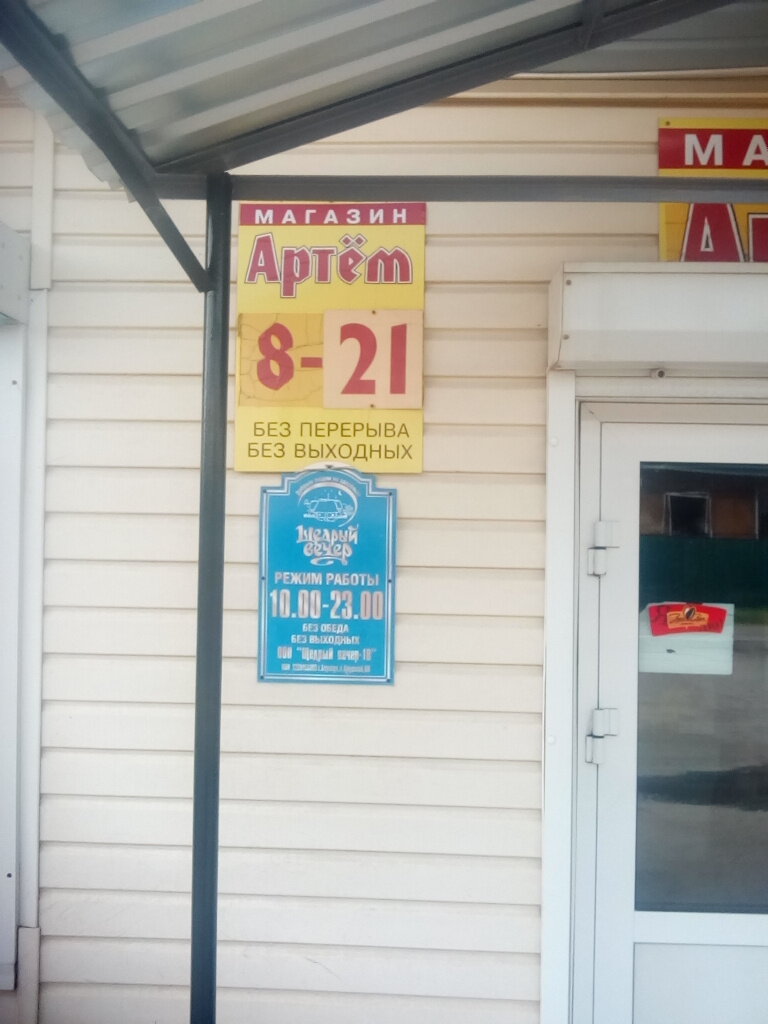 МАГАЗИН
Артём
8-21
БЕЗ ПЕРЕРЫВА
БЕЗ ВЫХОДНЫХ
МА
А
Щедрый
вечер
РЕЖИМ РАБОТЫ
10.00-23.00
БЕЗ ОБЕДА
БЕЗ ВЫХОДНЫХ
ООО "Щедрый вечер-10"